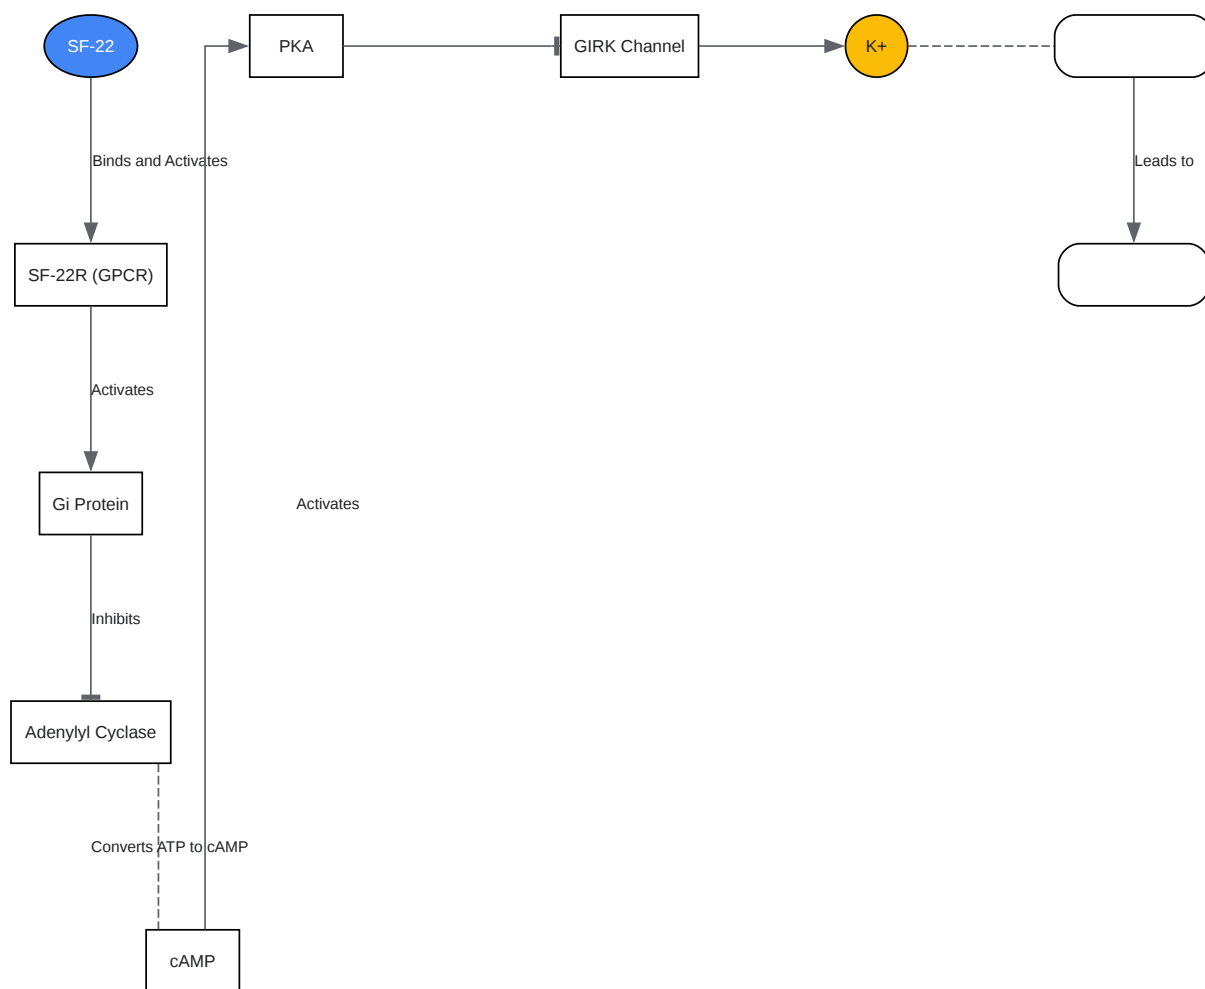 SF-22
PKA
GIRK Channel
K+
Binds and Activates
Leads to
SF-22R (GPCR)
Activates
Gi Protein
Activates
Inhibits
Adenylyl Cyclase
Converts ATP to cAMP
cAMP